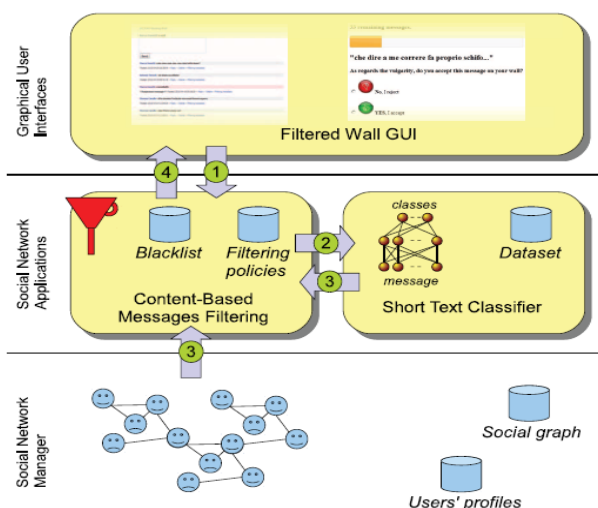 Graphical User
Interfaces
"che dire a me correre fa proprio schifo..."
As regards the vulgarity, do you accept this message on your wall?
No, I reject
YES, I accept
Filtered Wall GUI
4
1
Social Network
Applications
Blacklist
Filtering
policies
Content-Based
Messages Filtering
2
3
classes
message
Dataset
Short Text Classifier
3
Social Network
Manager
Social graph
Users' profiles